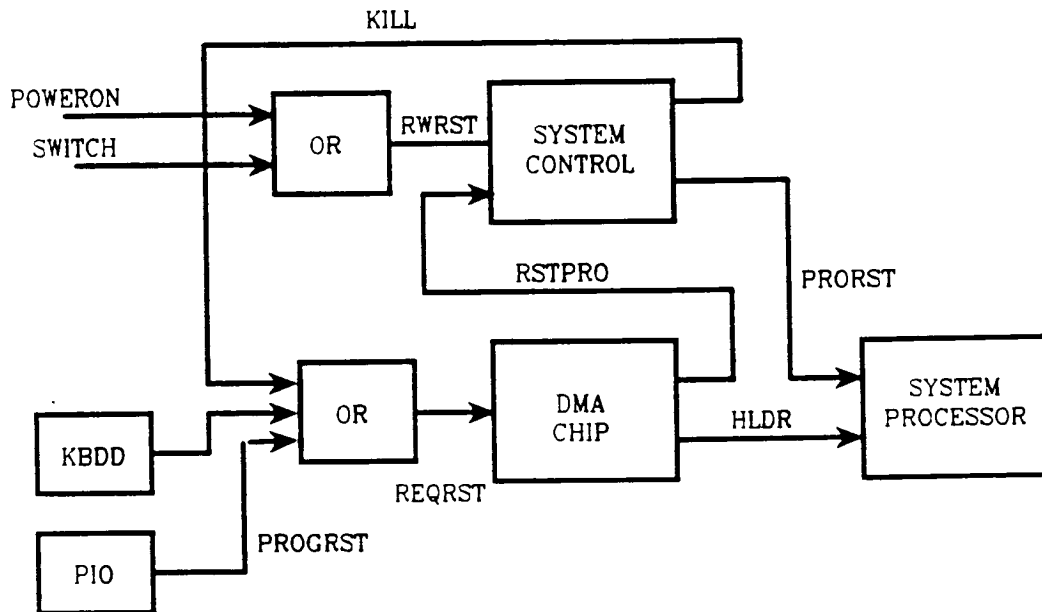 KILL
POWERON
SWITCH
OR
RWRST
SYSTEM
CONTROL
RSTPRO
PRORST
KBDD
OR
DMA
CHIP
HLDR
SYSTEM
PROCESSOR
REQRST
PIO
PROGRST